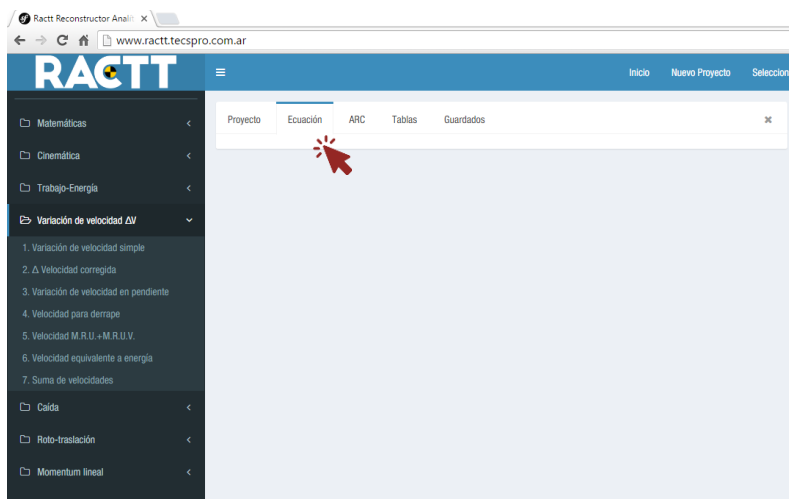 Ractt Reconstructor Analít
www.ractt.tecspro.com.ar
RACTT
Inicio Nuevo Proyecto Seleccion
Proyecto Ecuación ARC Tablas Guardados
Matemáticas
Cinemática
Trabajo-Energía
Variación de velocidad ΔV
1. Variación de velocidad simple
2. Δ Velocidad corregida
3. Variación de velocidad en pendiente
4. Velocidad para derrape
5. Velocidad M.R.U.+M.R.U.V.
6. Velocidad equivalente a energía
7. Suma de velocidades
Caída
Roto-traslación
Momentum lineal